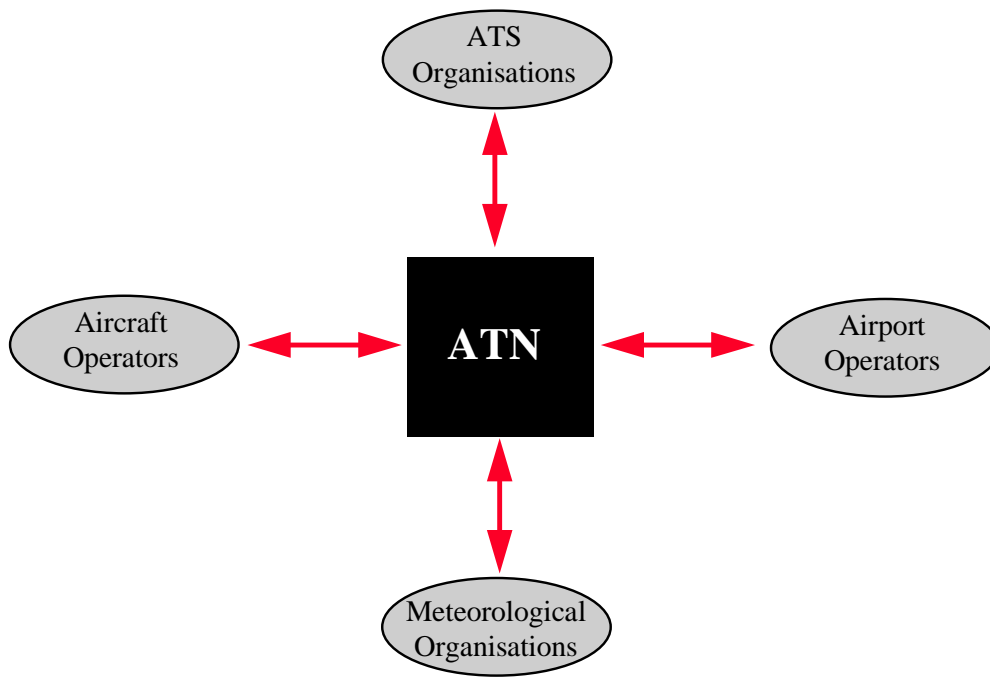 ATS
Organisations
Aircraft
Operators
ATN
Airport
Operators
Meteorological
Organisations